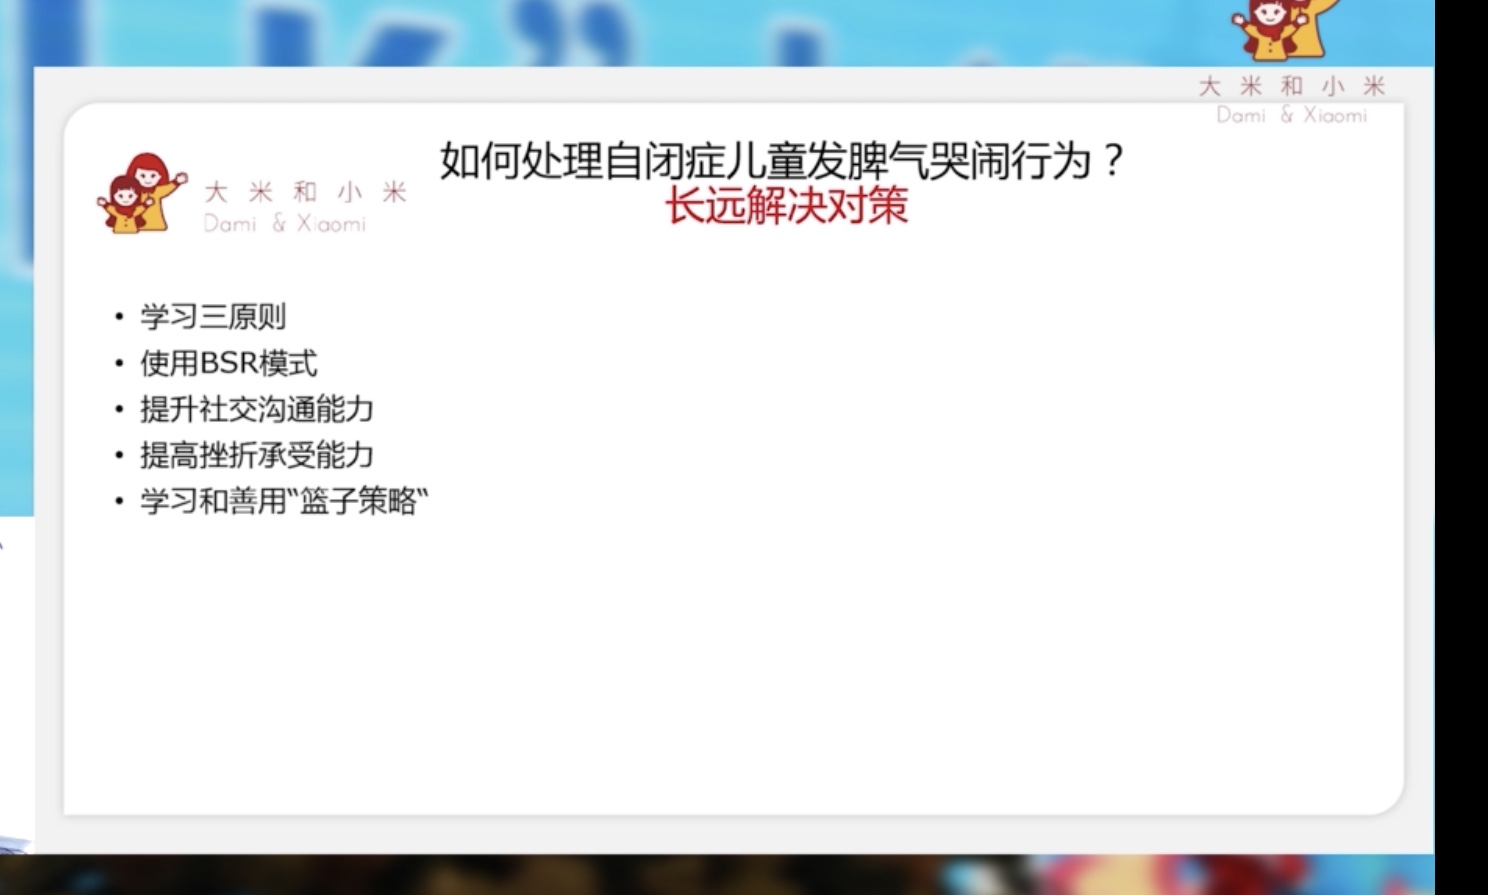 大米和小米
Dami & Xiaomi
如何处理自闭症儿童发脾气哭闹行为？
长远解决对策
大米和小米
Dami & Xiaomi
• 学习三原则
• 使用BSR模式
• 提升社交沟通能力
• 提高挫折承受能力
• 学习和善用“篮子策略“